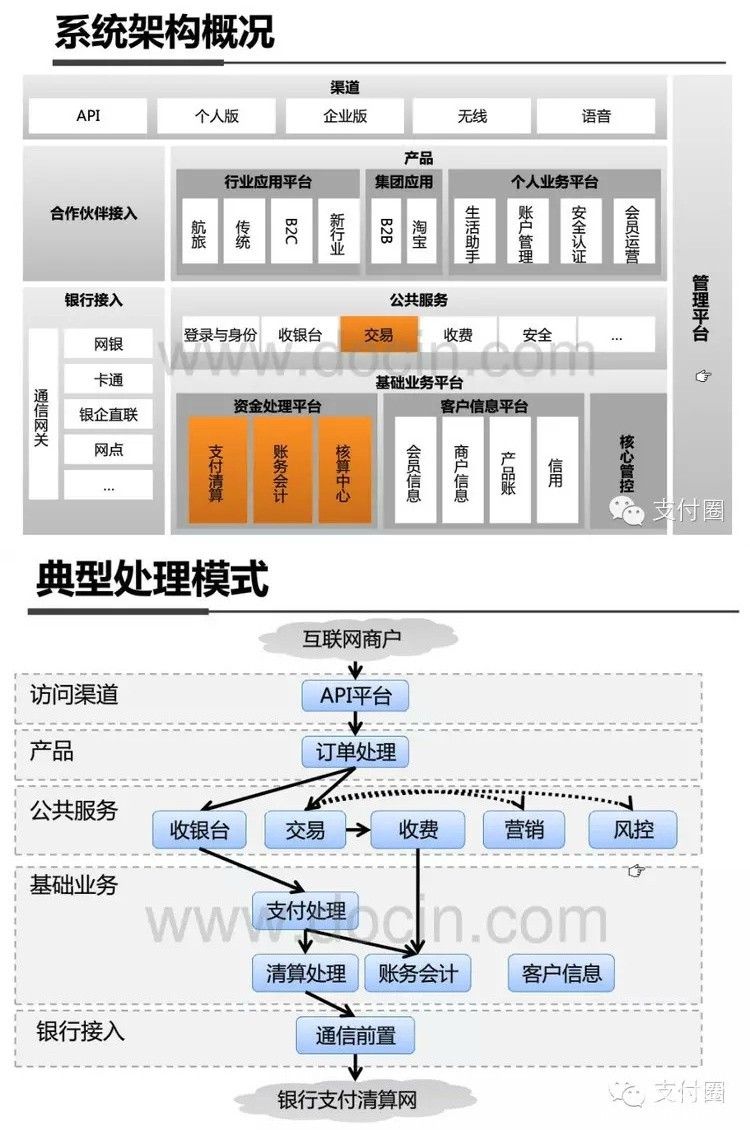 系统架构概况
渠道
API
个人版
企业版
无线
语音
合作伙伴接入
产品
行业应用平台
航旅
传统
B2C
新行业
集团应用
B2B
淘宝
个人业务平台
生活助手
账户管理
安全认证
会员运营
管理平台
银行接入
通信网关
网银
卡通
银企直联
网点
...
公共服务
登录与身份
收银台
交易
收费
安全
...
www.docin.com
基础业务平台
资金处理平台
支付清算
账务会计
核算中心
客户信息平台
会员信息
商户信息
产品账
信用
核心管控
支付圈
典型处理模式
互联网商户
访问渠道
API平台
产品
订单处理
公共服务
收银台
交易
收费
营销
风控
基础业务
支付处理
www.docin.com
清算处理
账务会计
客户信息
银行接入
通信前置
银行支付清算网
支付圈